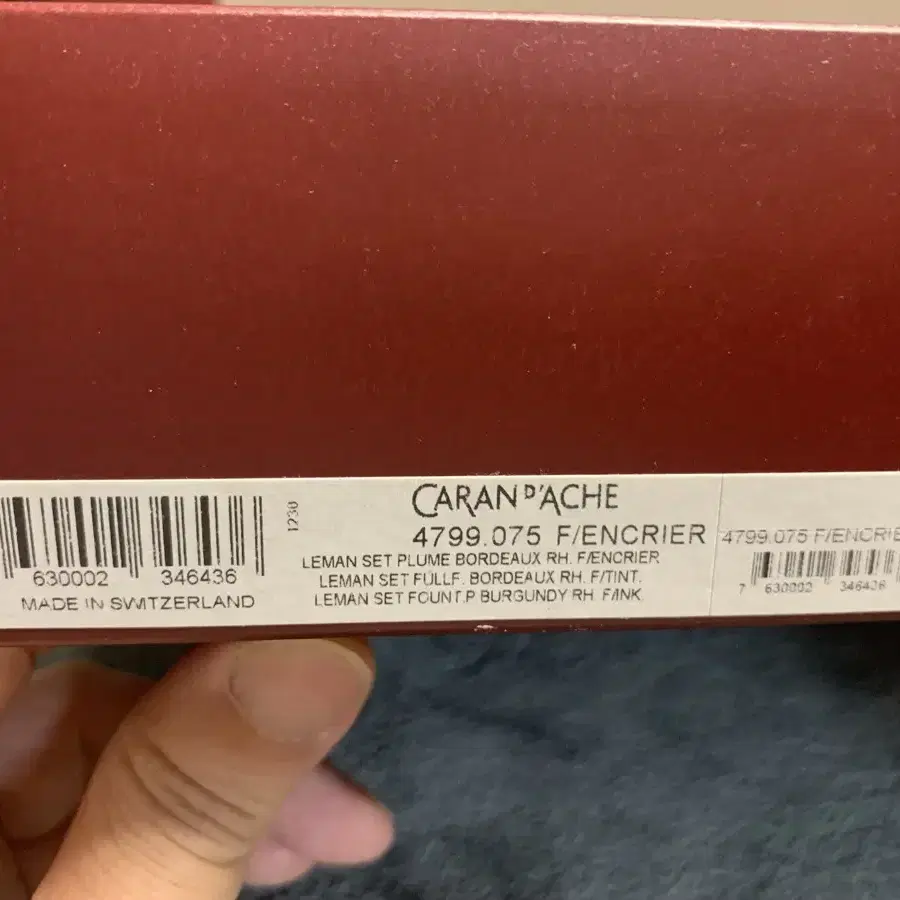 630002 346436
MADE IN SWITZERLAND
1230
CARAN D'ACHE
4799.075 F/ENCRIER
LEMAN SET PLUME BORDEAUX RH. F/ENCRIER
LEMAN SET FÜLLF. BORDEAUX RH. F/TINT.
LEMAN SET FOUNT.P BURGUNDY RH. F/INK
4799.075 F/ENCRIE
7 630002 346436